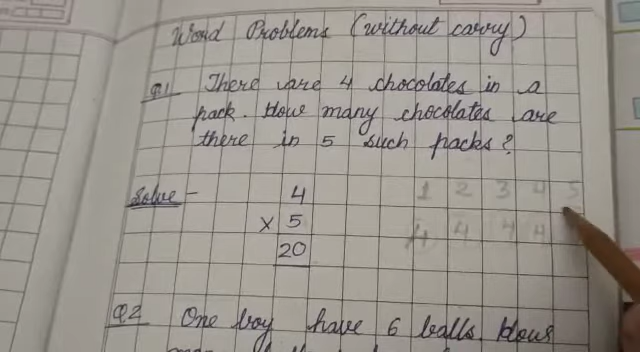 Word Problems (without carry)
Q1 There are 4 chocolates in a
pack. How many chocolates are
there in 5 such packs?
Solve - 4 1 2 3 4 5
x 5 4 4 4 4
20
Q2 One boy have 6 balls. How